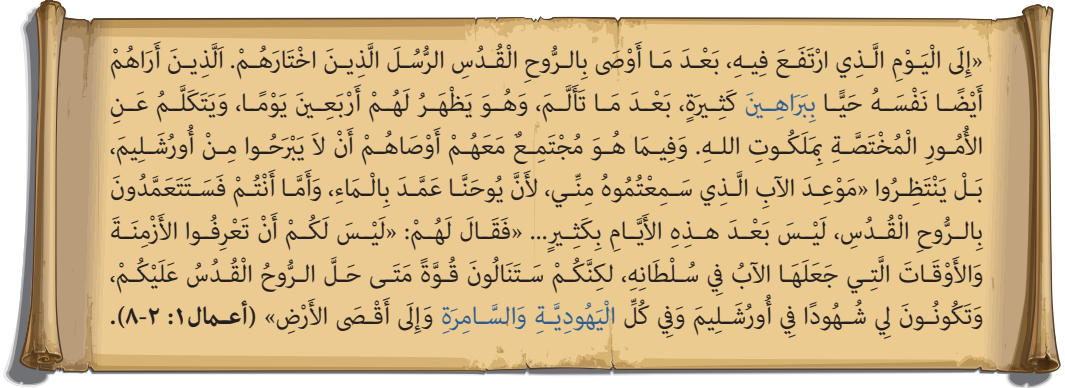 «إِلَى الْيَوْمِ الَّذِي ارْتَفَعَ فِيهِ، بَعْدَ مَا أَوْصَى بِالرُّوحِ الْقُدُسِ الرُّسُلَ الَّذِينَ اخْتَارَهُمْ. اَلَّذِينَ أَرَاهُمْ
أَيْضًا نَفْسَهُ حَيًّا بِبَرَاهِينَ كَثِيرَةٍ، بَعْدَ مَا تَأَلَّمَ، وَهُوَ يَظْهَرُ لَهُمْ أَرْبَعِينَ يَوْمًا، وَيَتَكَلَّمُ عَنِ
الأُمُورِ الْمُخْتَصَّةِ بِمَلَكُوتِ اللهِ. وَفِيمَا هُوَ مُجْتَمِعٌ مَعَهُمْ أَوْصَاهُمْ أَنْ لاَ يَبْرَحُوا مِنْ أُورُشَلِيمَ،
بَلْ يَنْتَظِرُوا «مَوْعِدَ الآبِ الَّذِي سَمِعْتُمُوهُ مِنِّي، لأَنَّ يُوحَنَّا عَمَّدَ بِالْمَاءِ، وَأَمَّا أَنْتُمْ فَسَتَتَعَمَّدُونَ
بِالرُّوحِ الْقُدُسِ، لَيْسَ بَعْدَ هذِهِ الأَيَّامِ بِكَثِيرٍ... «فَقَالَ لَهُمْ: «لَيْسَ لَكُمْ أَنْ تَعْرِفُوا الأَزْمِنَةَ
وَالأَوْقَاتَ الَّتِي جَعَلَهَا الآبُ فِي سُلْطَانِهِ، لكِنَّكُمْ سَتَنَالُونَ قُوَّةً مَتَى حَلَّ الرُّوحُ الْقُدُسُ عَلَيْكُمْ،
وَتَكُونُونَ لِي شُهُودًا فِي أُورُشَلِيمَ وَفِي كُلِّ الْيَهُودِيَّةِ وَالسَّامِرَةِ وَإِلَى أَقْصَى الأَرْضِ» (أعمال ١: ٢-٨).